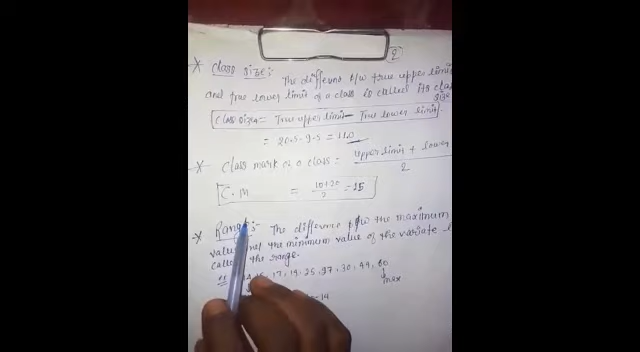 2
* Class Size:- The differenc b/w true upper limit
and true lower limit of a class is called its class size
Class size = True upper limit - True lower limit
= 20.5 - 9.5 = 11.0
* Class mark of a class = upper limit + lower
2
C.M = 10+20 / 2 = 15
* Range:- The difference b/w the maximum
value and the minimum value of the variate
called the range.
17, 19, 25, 27, 30, 44, 60
max
14